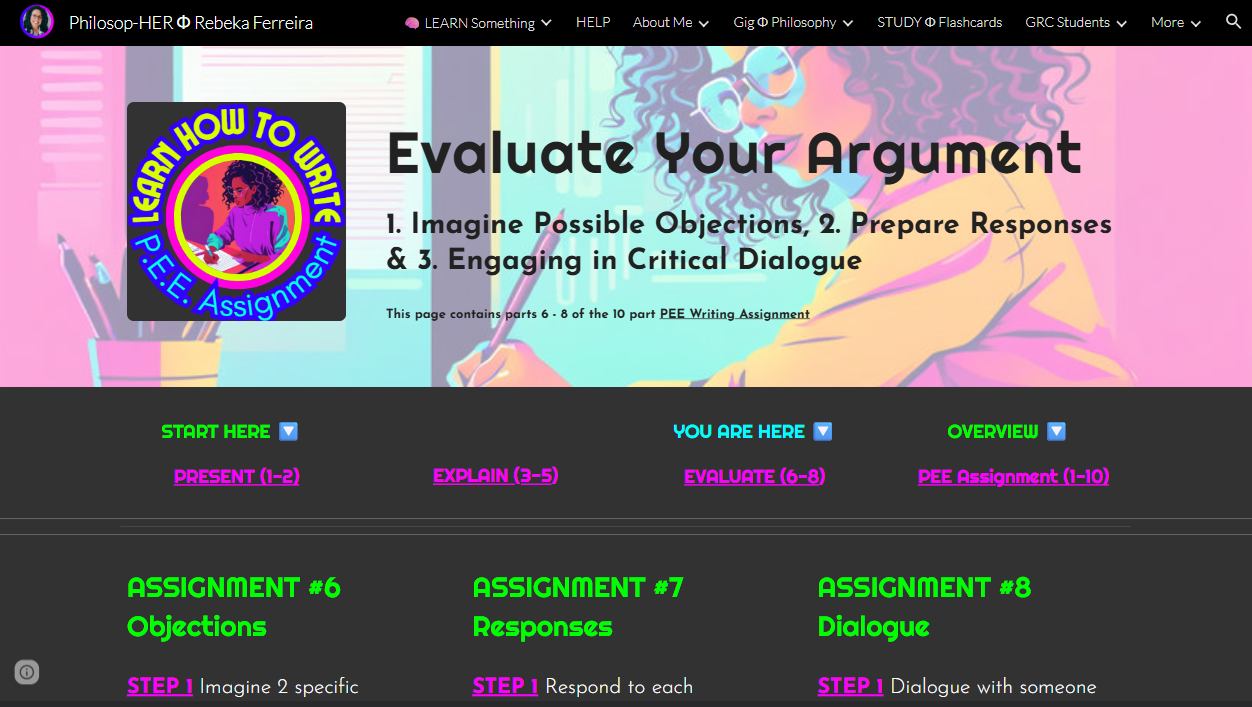 Philosop-HER Φ Rebeka Ferreira
LEARN Something
HELP
About Me
Gig Φ Philosophy
STUDY Φ Flashcards
GRC Students
More
LEARN HOW TO WRITE
P.E.E. Assignment
Evaluate Your Argument
1. Imagine Possible Objections, 2. Prepare Responses
& 3. Engaging in Critical Dialogue
This page contains parts 6 - 8 of the 10 part PEE Writing Assignment
START HERE
YOU ARE HERE
OVERVIEW
PRESENT (1-2)
EXPLAIN (3-5)
EVALUATE (6-8)
PEE Assignment (1-10)
ASSIGNMENT #6
Objections
STEP 1 Imagine 2 specific
ASSIGNMENT #7
Responses
STEP 1 Respond to each
ASSIGNMENT #8
Dialogue
STEP 1 Dialogue with someone